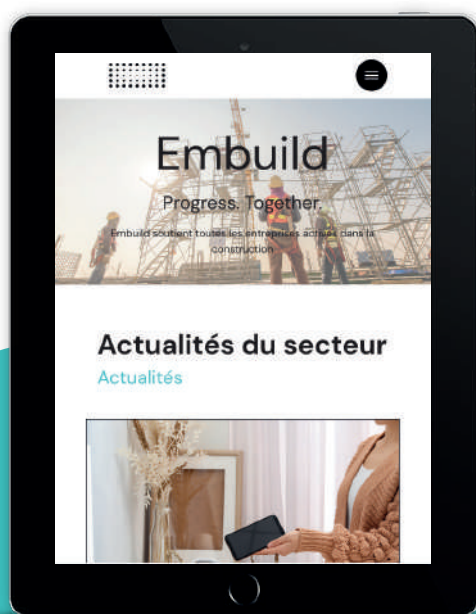 Embuild
Progress. Together.
Embuild soutient toutes les entreprises actives dans la
construction
Actualités du secteur
Actualités